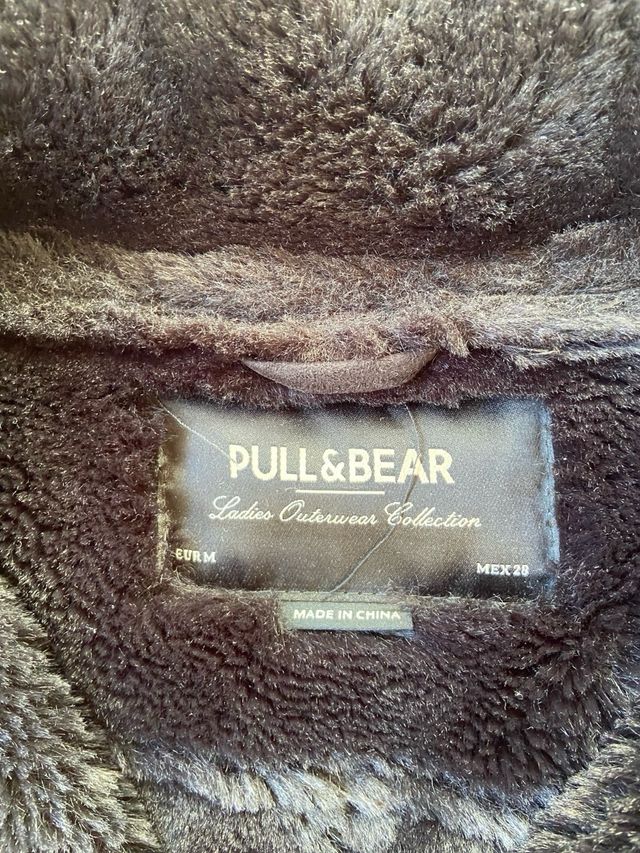 PULL&BEAR
Ladies Outerwear Collection
EUR M
MEX 28
MADE IN CHINA